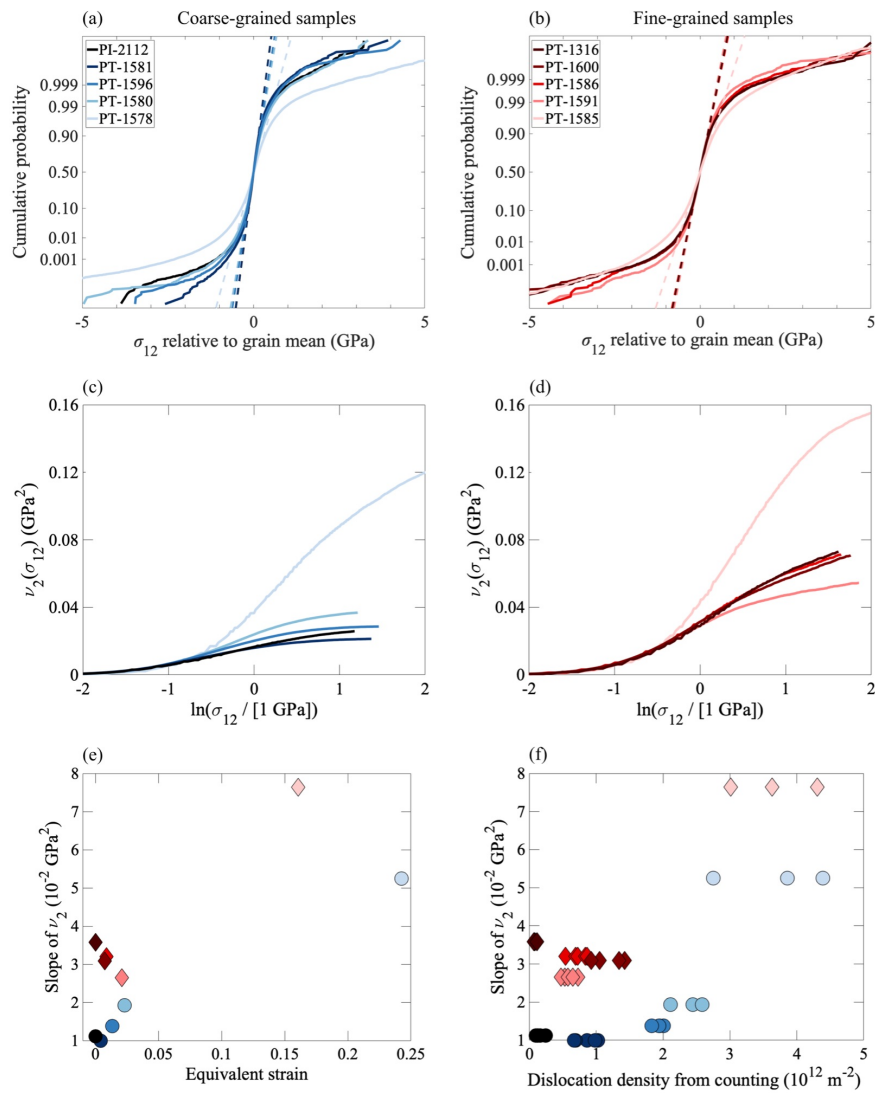 Coarse-grained samples
Fine-grained samples
(a)
(b)
PI-2112
PT-1581
PT-1596
PT-1580
PT-1578
PT-1316
PT-1600
PT-1586
PT-1591
PT-1585
Cumulative probability
0.999
0.99
0.90
0.50
0.10
0.01
0.001
-5 0 5
σ12 relative to grain mean (GPa)
Cumulative probability
0.999
0.99
0.90
0.50
0.10
0.01
0.001
-5 0 5
σ12 relative to grain mean (GPa)
(c)
(d)
ν2(σ12) (GPa2)
0.16
0.12
0.08
0.04
0
-2 -1 0 1 2
ln(σ12 / [1 GPa])
ν2(σ12) (GPa2)
0.16
0.12
0.08
0.04
0
-2 -1 0 1 2
ln(σ12 / [1 GPa])
(e)
(f)
Slope of ν2 (10-2 GPa2)
8
7
6
5
4
3
2
1
0 0.05 0.1 0.15 0.2 0.25
Equivalent strain
Slope of ν2 (10-2 GPa2)
8
7
6
5
4
3
2
1
0 1 2 3 4 5
Dislocation density from counting (1012 m-2)